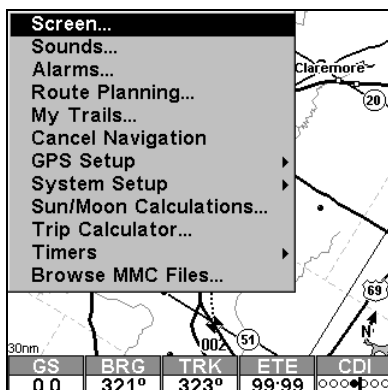 Screen...
Sounds...
Alarms...
Route Planning...
My Trails...
Cancel Navigation
GPS Setup
System Setup
Sun/Moon Calculations...
Trip Calculator...
Timers
Browse MMC Files...
Claremore
20
69
51
002
N
30nm
GS BRG TRK ETE CDI
0.0 321º 323º 99:99